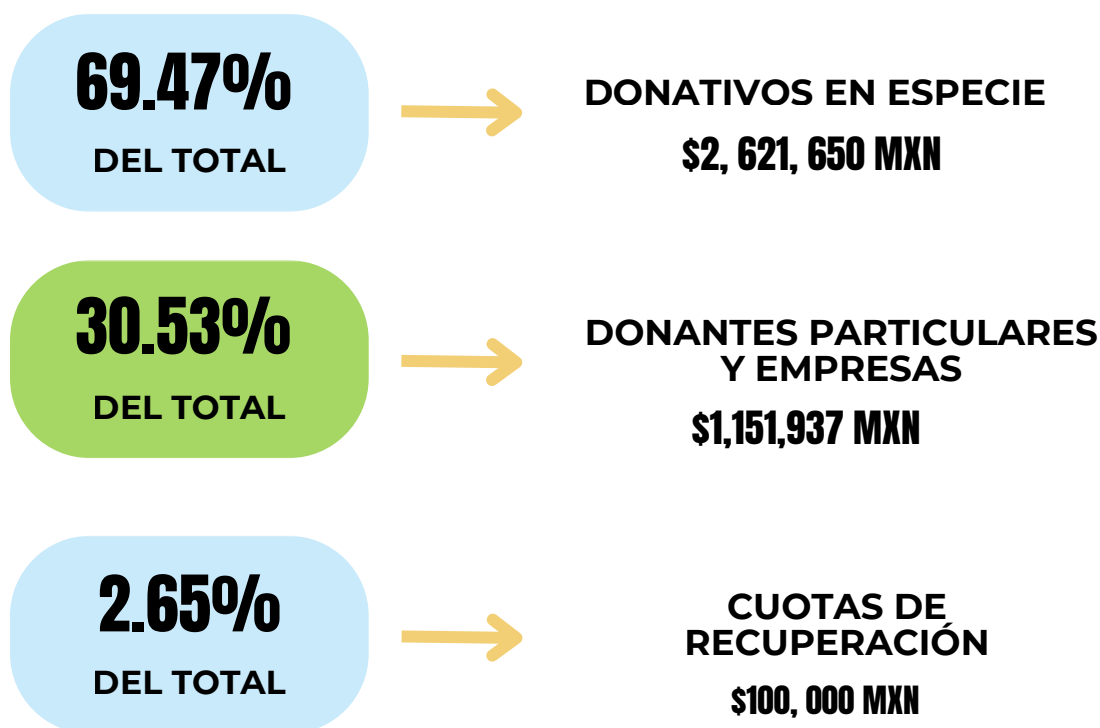 69.47%
DEL TOTAL
DONATIVOS EN ESPECIE
$2, 621, 650 MXN
30.53%
DEL TOTAL
DONANTES PARTICULARES
Y EMPRESAS
$1,151,937 MXN
2.65%
DEL TOTAL
CUOTAS DE
RECUPERACIÓN
$100, 000 MXN